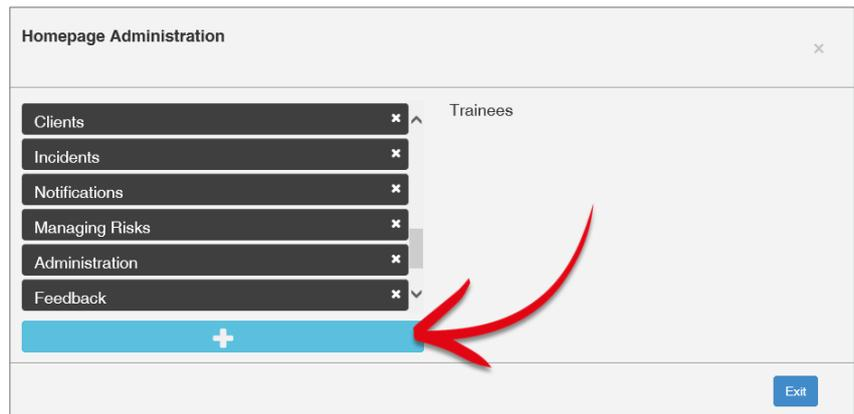 Homepage Administration
×
Clients ×
Trainees
Incidents ×
Notifications ×
Managing Risks ×
Administration ×
Feedback ×
+
Exit